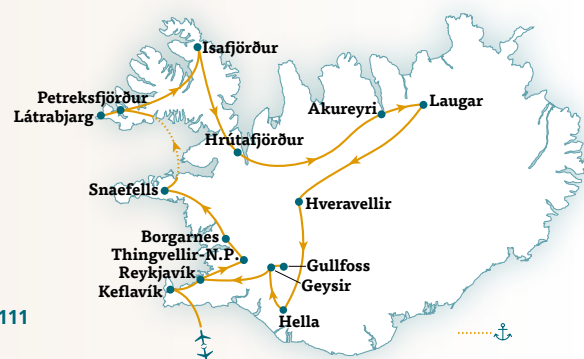 Isafjörður
Petreksfjörður
Látrabjarg
Akureyri
Laugar
Hrútafjörður
Snaefells
Hveravellir
Borgarnes
Thingvellir-N.P.
Reykjavík
Gullfoss
Keflavík
Geysir
111
Hella